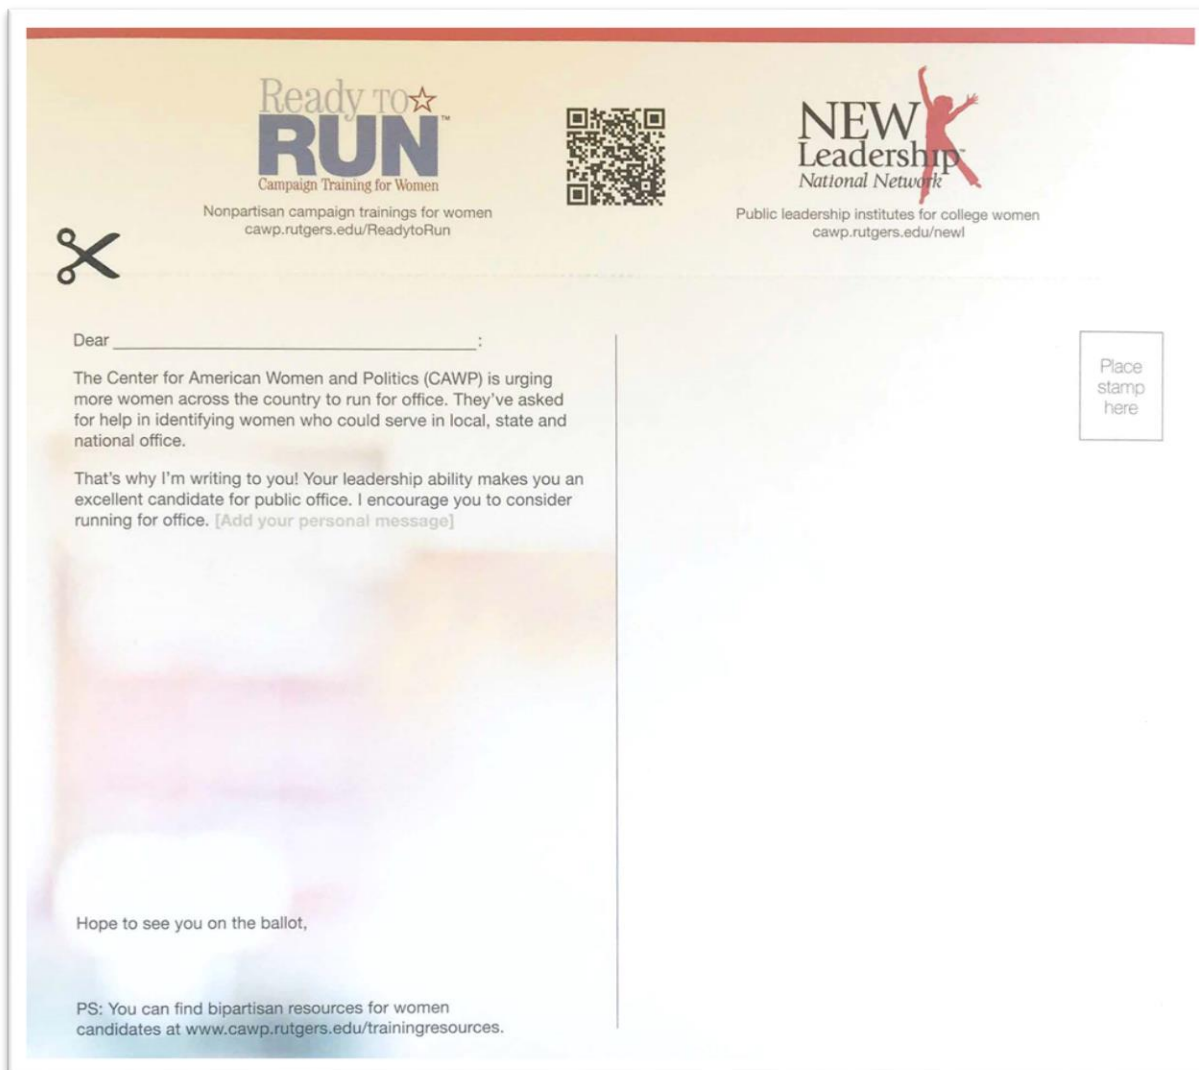 Ready TO
RUN™
Campaign Training for Women
Nonpartisan campaign trainings for women
cawp.rutgers.edu/ReadytoRun
NEW
Leadership™
National Network
Public leadership institutes for college women
cawp.rutgers.edu/newl
Dear ________________________________:
The Center for American Women and Politics (CAWP) is urging
more women across the country to run for office. They've asked
for help in identifying women who could serve in local, state and
national office.
That's why I'm writing to you! Your leadership ability makes you an
excellent candidate for public office. I encourage you to consider
running for office. [Add your personal message]
Hope to see you on the ballot,
PS: You can find bipartisan resources for women
candidates at www.cawp.rutgers.edu/trainingresources.
Place
stamp
here